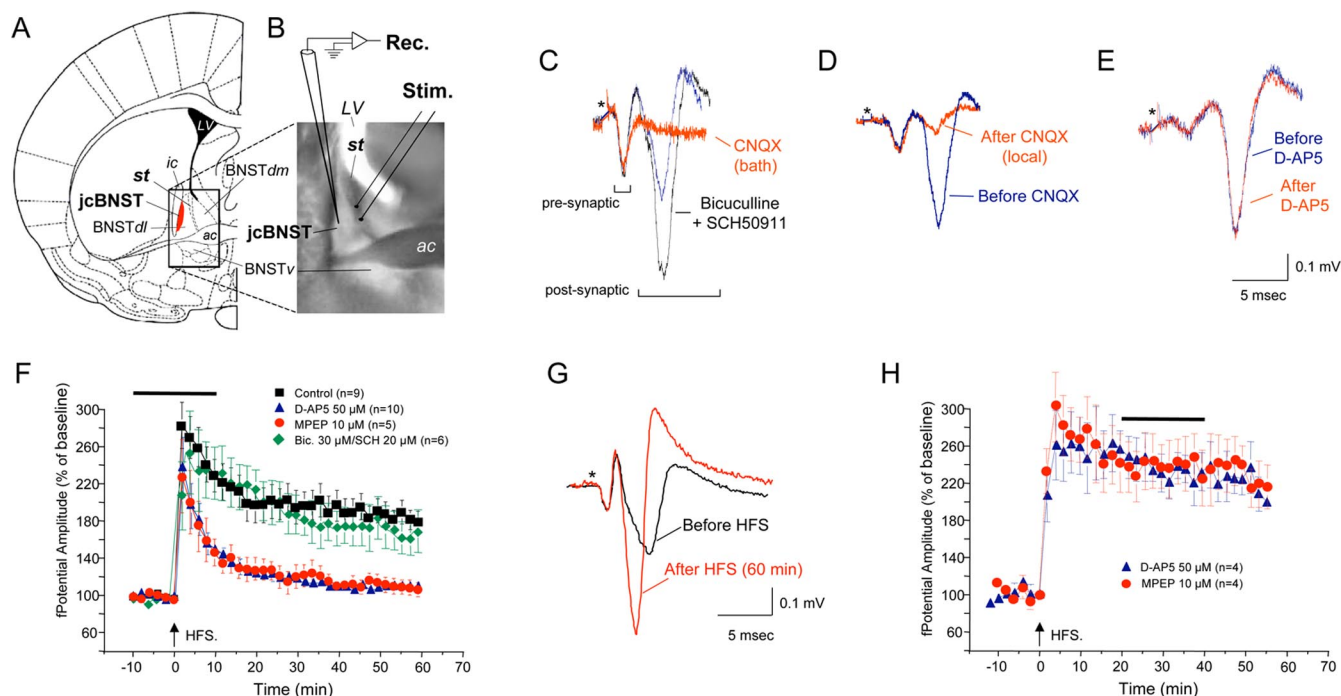 A
LV
ic
st
BNSTdm
jcBNST
BNSTdl
ac
BNSTv
B
Rec.
Stim.
LV
st
jcBNST
ac
C
*
CNQX
(bath)
pre-synaptic
Bicuculline
+ SCH50911
post-synaptic
D
*
After CNQX
(local)
Before CNQX
E
*
Before
D-AP5
After
D-AP5
0.1 mV
5 msec
F
fPotential Amplitude (% of baseline)
300
260
220
180
140
100
60
Control (n=9)
D-AP5 50 µM (n=10)
MPEP 10 µM (n=5)
Bic. 30 µM/SCH 20 µM (n=6)
HFS.
-10 0 10 20 30 40 50 60 70
Time (min)
G
*
Before HFS
After HFS (60 min)
0.1 mV
5 msec
H
fPotential Amplitude (% of baseline)
300
260
220
180
140
100
60
D-AP5 50 µM (n=4)
MPEP 10 µM (n=4)
HFS.
-10 0 10 20 30 40 50 60 70
Time (min)